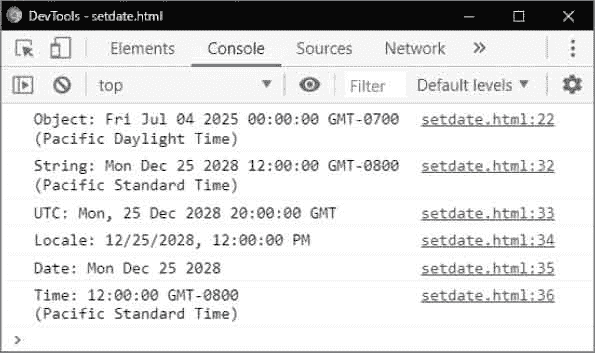 DevTools - setdate.html
Elements Console Sources Network »
top Filter Default levels
Object: Fri Jul 04 2025 00:00:00 GMT-0700 setdate.html:22
(Pacific Daylight Time)
String: Mon Dec 25 2028 12:00:00 GMT-0800 setdate.html:32
(Pacific Standard Time)
UTC: Mon, 25 Dec 2028 20:00:00 GMT setdate.html:33
Locale: 12/25/2028, 12:00:00 PM setdate.html:34
Date: Mon Dec 25 2028 setdate.html:35
Time: 12:00:00 GMT-0800 setdate.html:36
(Pacific Standard Time)
>